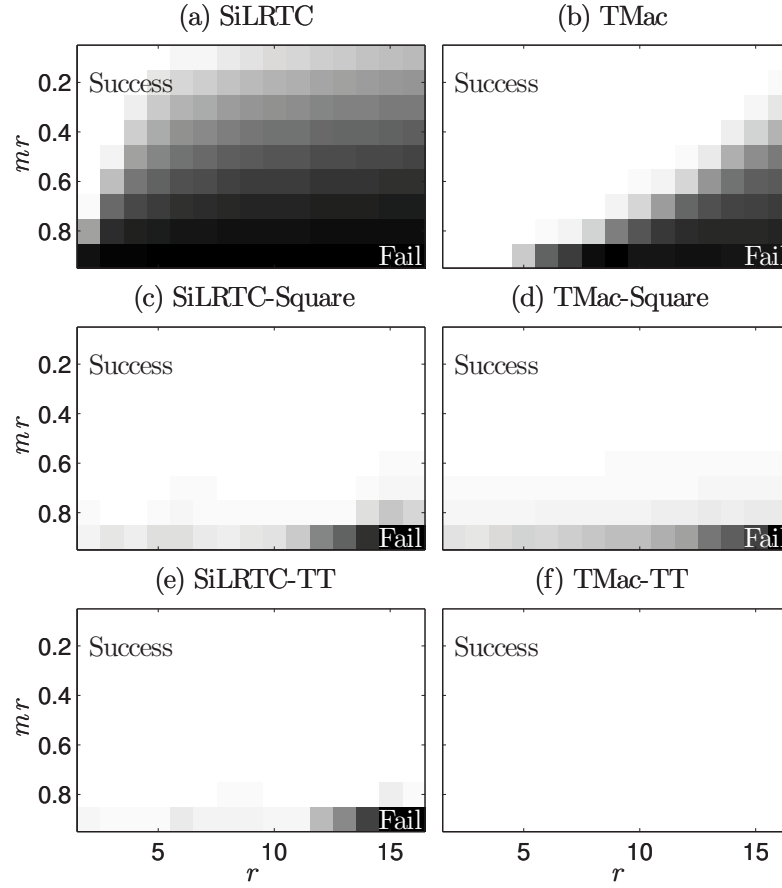 (a) SiLRTC
(b) TMac
Success
Success
0.2
0.4
0.6
0.8
mr
Fail
Fail
(c) SiLRTC-Square
(d) TMac-Square
Success
Success
0.2
0.4
0.6
0.8
mr
Fail
Fail
(e) SiLRTC-TT
(f) TMac-TT
Success
Success
0.2
0.4
0.6
0.8
mr
Fail
5 10 15
5 10 15
r
r